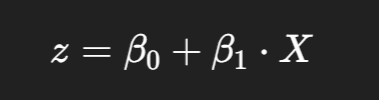 z = β₀ + β₁ · X